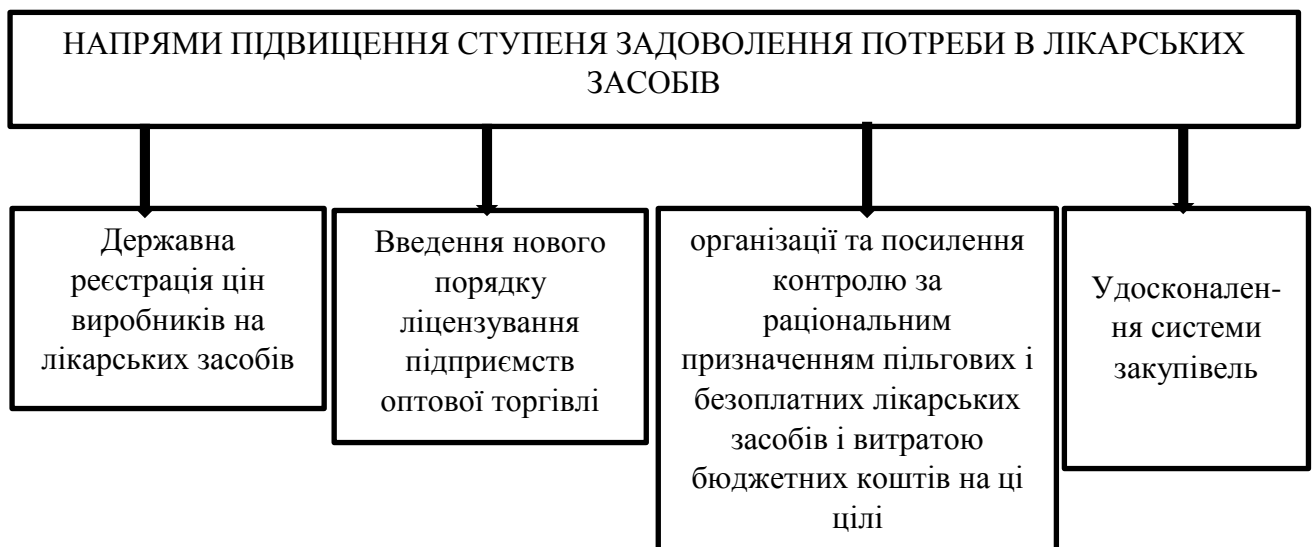 НАПРЯМИ ПІДВИЩЕННЯ СТУПЕНЯ ЗАДОВОЛЕННЯ ПОТРЕБИ В ЛІКАРСЬКИХ
ЗАСОБІВ
Державна
реєстрація цін
виробників на
лікарських засобів
Введення нового
порядку
ліцензування
підприємств
оптової торгівлі
організації та посилення
контролю за
раціональним
призначенням пільгових і
безоплатних лікарських
засобів і витратою
бюджетних коштів на ці
цілі
Удосконален-
ня системи
закупівель